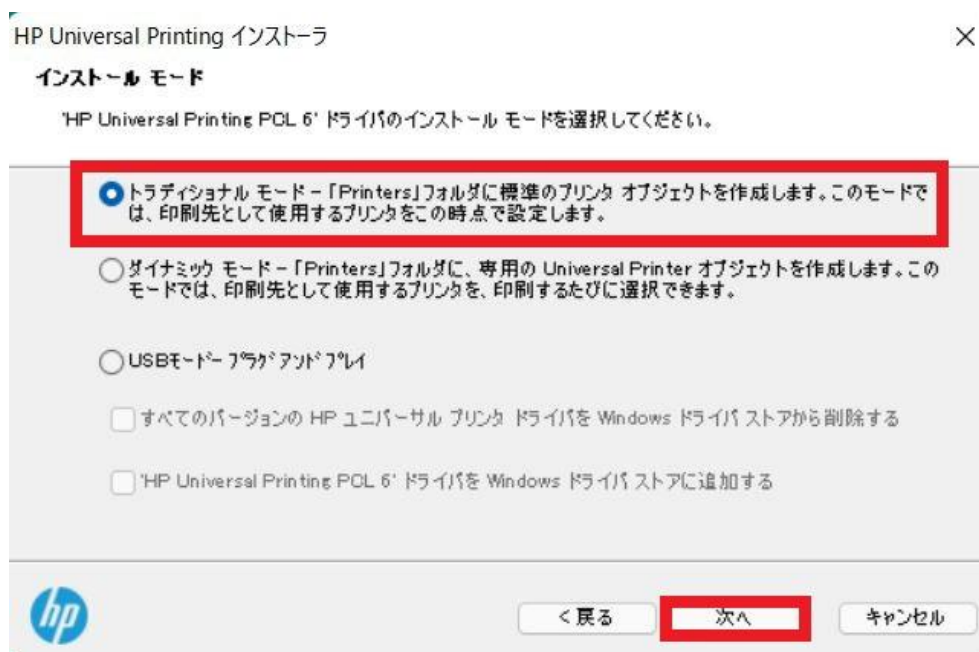 HP Universal Printing インストーラ
インストール モード
'HP Universal Printing PCL 6' ドライバのインストール モードを選択してください。
トラディショナル モード - 「Printers」フォルダに標準のプリンタ オブジェクトを作成します。このモードで
は、印刷先として使用するプリンタをこの時点で設定します。
ダイナミック モード - 「Printers」フォルダに、専用の Universal Printer オブジェクトを作成します。この
モードでは、印刷先として使用するプリンタを、印刷するたびに選択できます。
USBモード- プラグ アンド プレイ
すべてのバージョンの HP ユニバーサル プリンタ ドライバを Windows ドライバ ストアから削除する
'HP Universal Printing PCL 6' ドライバを Windows ドライバ ストアに追加する
hp
< 戻る
次へ
キャンセル